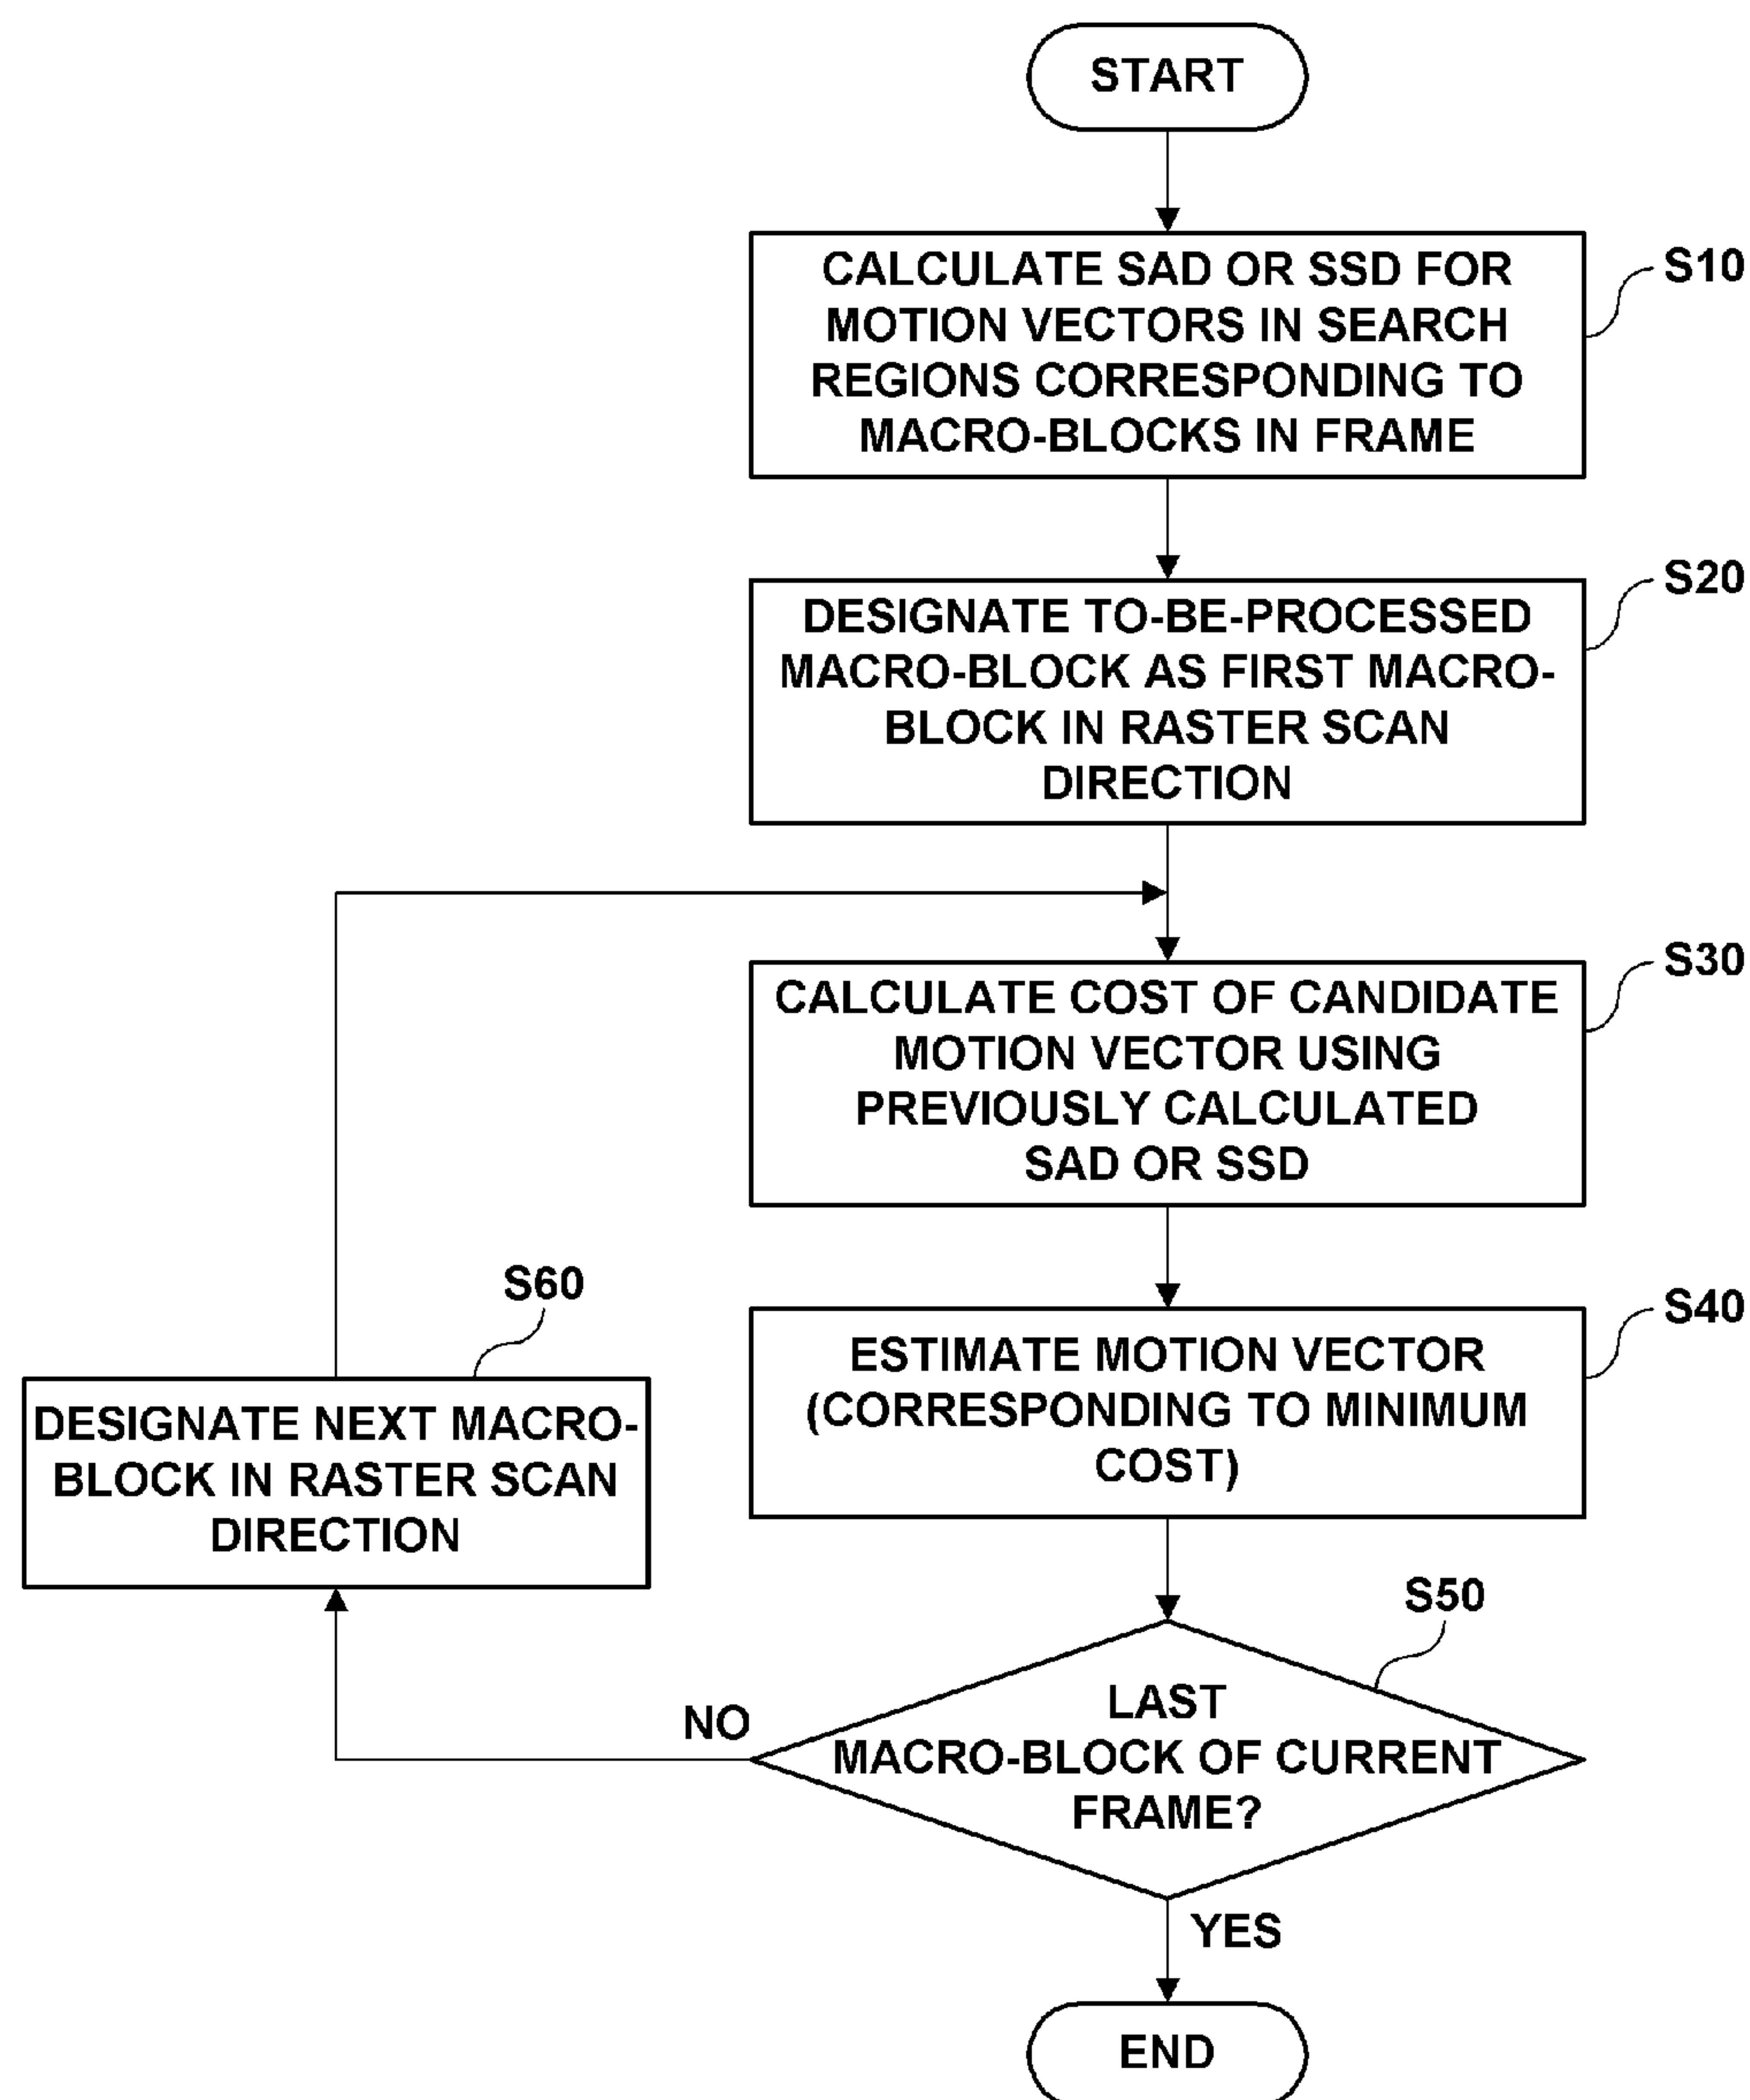 START
CALCULATE SAD OR SSD FOR
MOTION VECTORS IN SEARCH
REGIONS CORRESPONDING TO
MACRO-BLOCKS IN FRAME
S10
DESIGNATE TO-BE-PROCESSED
MACRO-BLOCK AS FIRST MACRO-
BLOCK IN RASTER SCAN
DIRECTION
S20
CALCULATE COST OF CANDIDATE
MOTION VECTOR USING
PREVIOUSLY CALCULATED
SAD OR SSD
S30
ESTIMATE MOTION VECTOR
(CORRESPONDING TO MINIMUM
COST)
S40
S60
DESIGNATE NEXT MACRO-
BLOCK IN RASTER SCAN
DIRECTION
S50
LAST
MACRO-BLOCK OF CURRENT
FRAME?
NO
YES
END